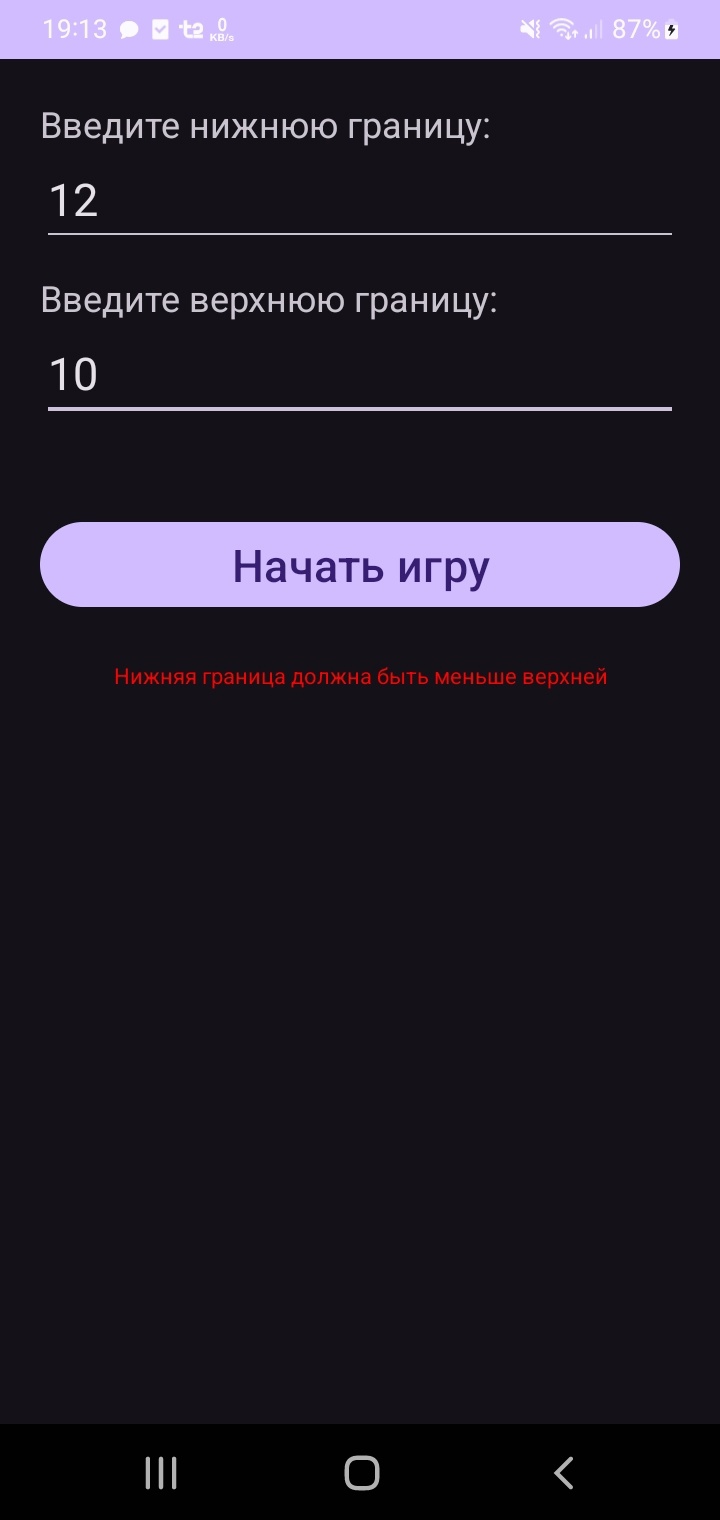 19:13 t2 0 KB/s 87%
Введите нижнюю границу:
12
Введите верхнюю границу:
10
Начать игру
Нижняя граница должна быть меньше верхней